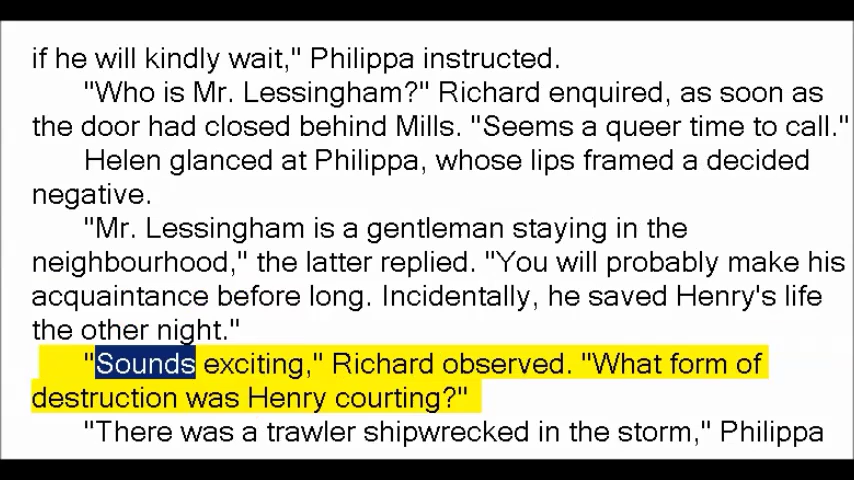 if he will kindly wait," Philippa instructed.
"Who is Mr. Lessingham?" Richard enquired, as soon as
the door had closed behind Mills. "Seems a queer time to call."
Helen glanced at Philippa, whose lips framed a decided
negative.
"Mr. Lessingham is a gentleman staying in the
neighbourhood," the latter replied. "You will probably make his
acquaintance before long. Incidentally, he saved Henry's life
the other night."
"Sounds exciting," Richard observed. "What form of
destruction was Henry courting?"
"There was a trawler shipwrecked in the storm," Philippa